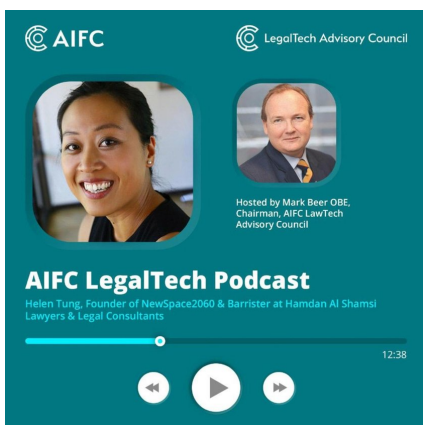 AIFC
LegalTech Advisory Council
Hosted by Mark Beer OBE,
Chairman, AIFC LawTech
Advisory Council
AIFC LegalTech Podcast
Helen Tung, Founder of NewSpace2060 & Barrister at Hamdan Al Shamsi
Lawyers & Legal Consultants
12:38